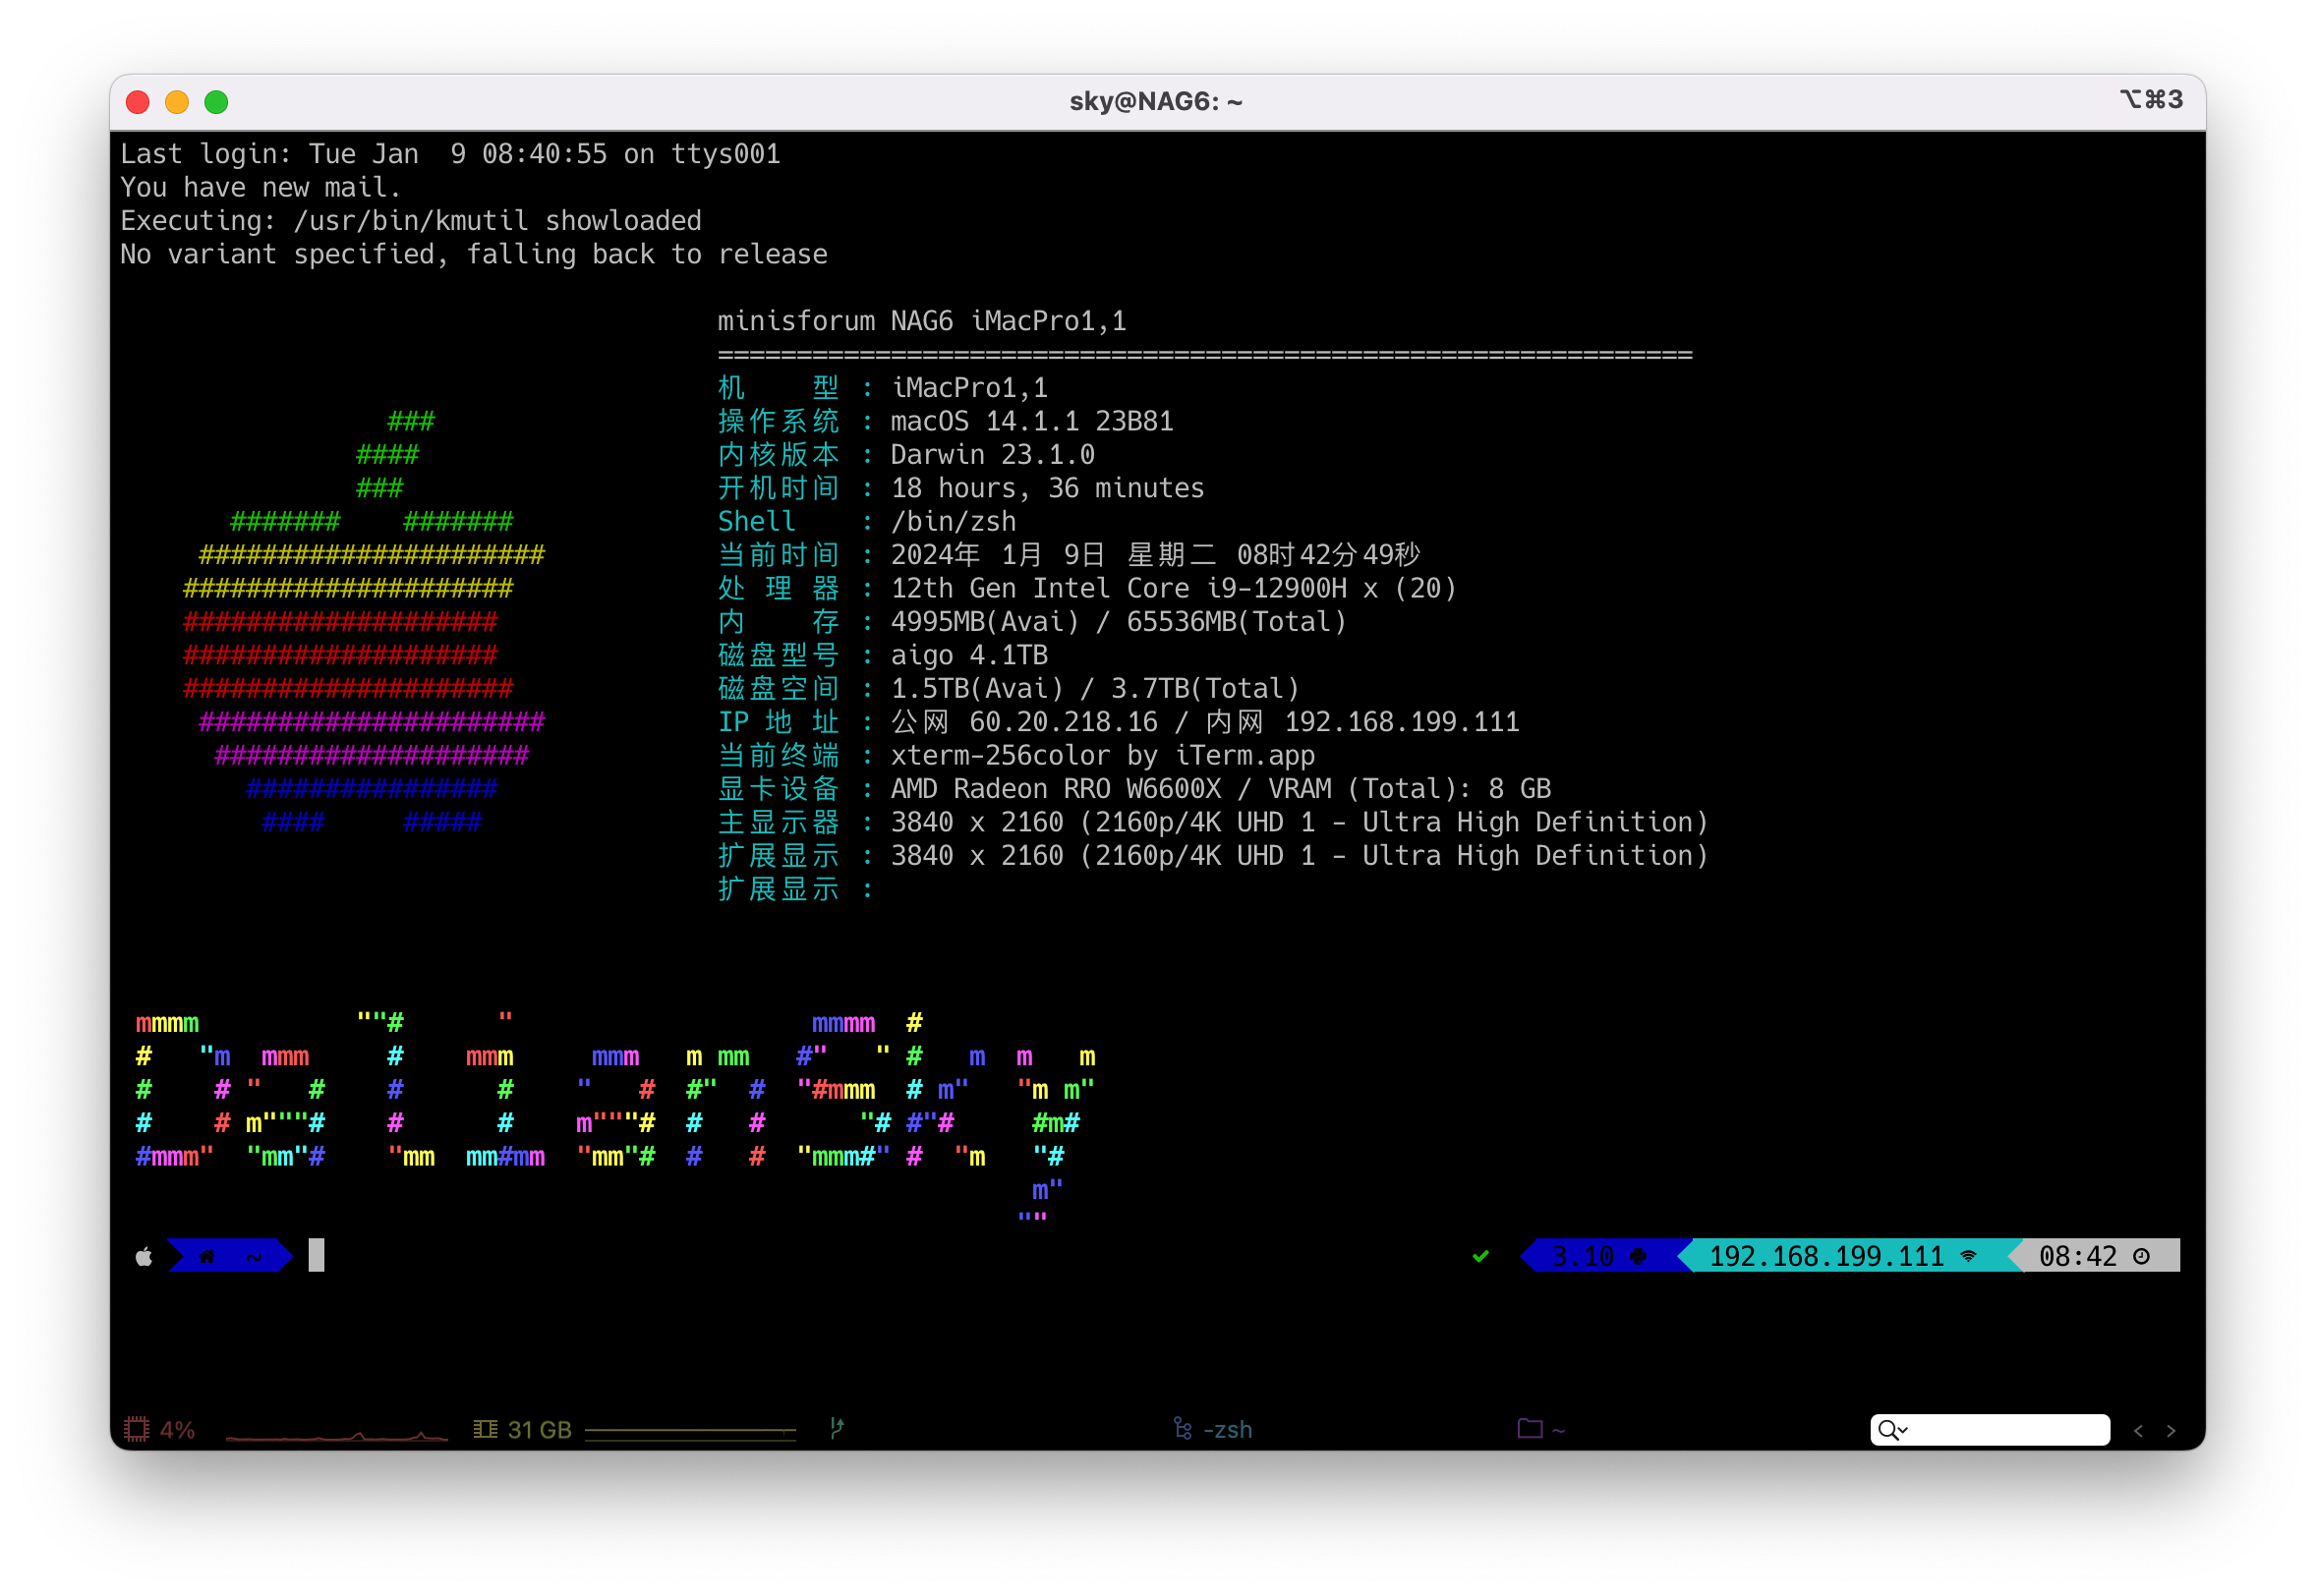 sky@NAG6: ~
⌥⌘3
Last login: Tue Jan  9 08:40:55 on ttys001
You have new mail.
Executing: /usr/bin/kmutil showloaded
No variant specified, falling back to release
minisforum NAG6 iMacPro1,1
==============================================================
机    型 : iMacPro1,1
操作系统 : macOS 14.1.1 23B81
内核版本 : Darwin 23.1.0
开机时间 : 18 hours, 36 minutes
Shell    : /bin/zsh
当前时间 : 2024年 1月 9日 星期二 08时42分49秒
处 理 器 : 12th Gen Intel Core i9-12900H x (20)
内    存 : 4995MB(Avai) / 65536MB(Total)
磁盘型号 : aigo 4.1TB
磁盘空间 : 1.5TB(Avai) / 3.7TB(Total)
IP 地 址 : 公网 60.20.218.16 / 内网 192.168.199.111
当前终端 : xterm-256color by iTerm.app
显卡设备 : AMD Radeon RRO W6600X / VRAM (Total): 8 GB
主显示器 : 3840 x 2160 (2160p/4K UHD 1 - Ultra High Definition)
扩展显示 : 3840 x 2160 (2160p/4K UHD 1 - Ultra High Definition)
扩展显示 :
DalianSky
~
3.10 192.168.199.111 08:42
4% 31 GB -zsh ~